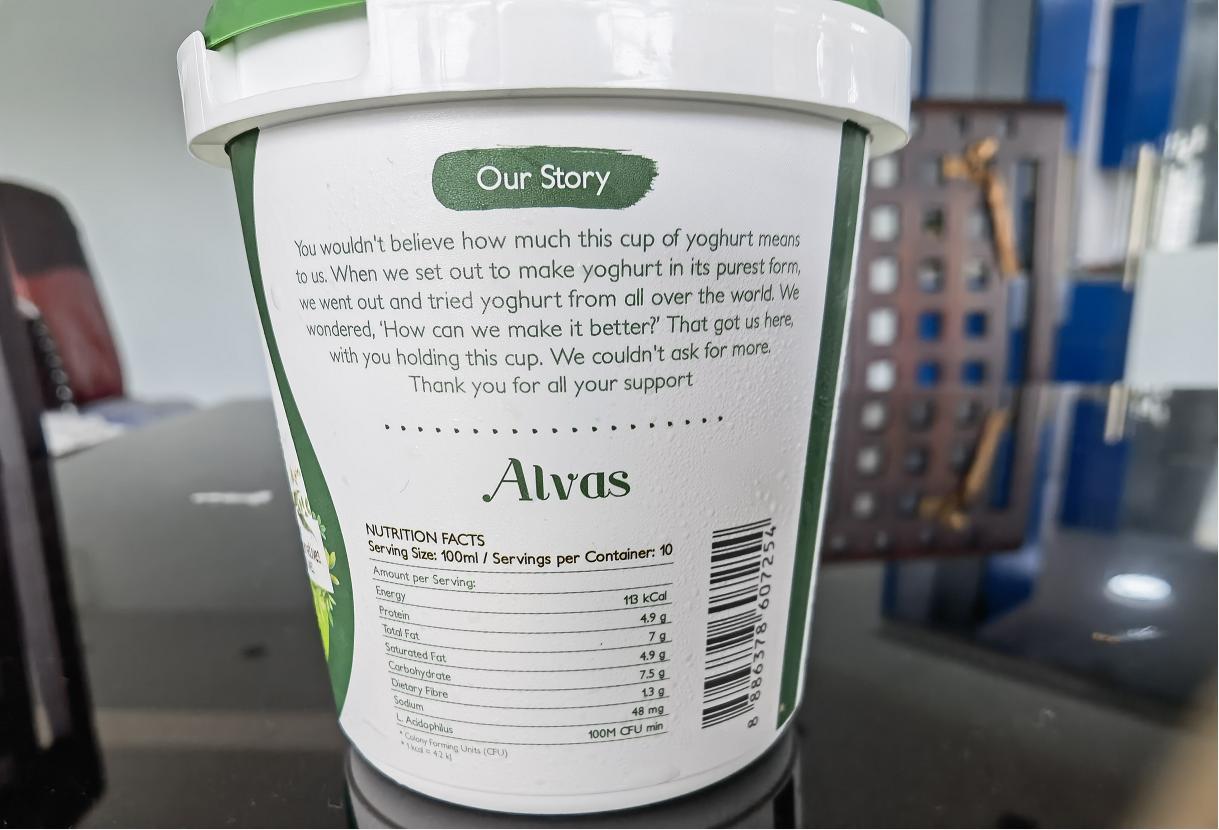 Our Story
You wouldn't believe how much this cup of yoghurt means
to us. When we set out to make yoghurt in its purest form,
we went out and tried yoghurt from all over the world. We
wondered, 'How can we make it better?' That got us here,
with you holding this cup. We couldn't ask for more.
Thank you for all your support
Alvas
NUTRITION FACTS
Serving Size: 100ml / Servings per Container: 10
Amount per Serving:
Energy 113 kCal
Protein 4.9 g
Total Fat 7 g
Saturated Fat 4.9 g
Carbohydrate 7.5 g
Dietary Fibre 1.3 g
Sodium 48 mg
L. Acidophilus 100M CFU min
* Colony Forming Units (CFU)
* 1 kcal = 4.2 kJ
8 886378 607254